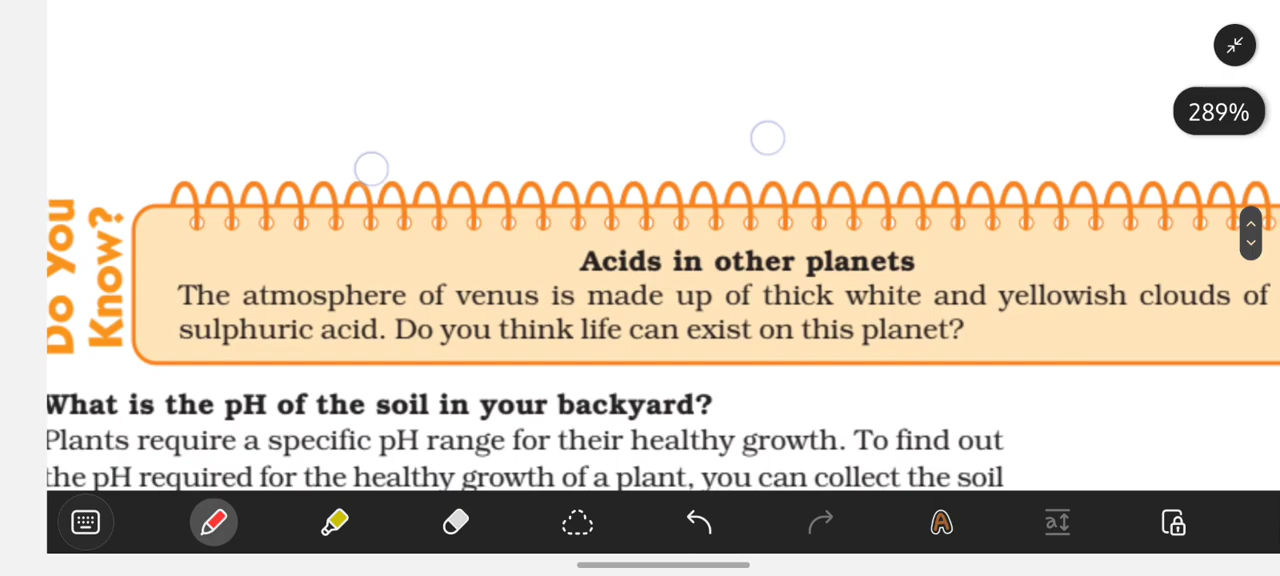 289%
Do You
Know?
Acids in other planets
The atmosphere of venus is made up of thick white and yellowish clouds of
sulphuric acid. Do you think life can exist on this planet?
What is the pH of the soil in your backyard?
Plants require a specific pH range for their healthy growth. To find out
the pH required for the healthy growth of a plant, you can collect the soil
A
a